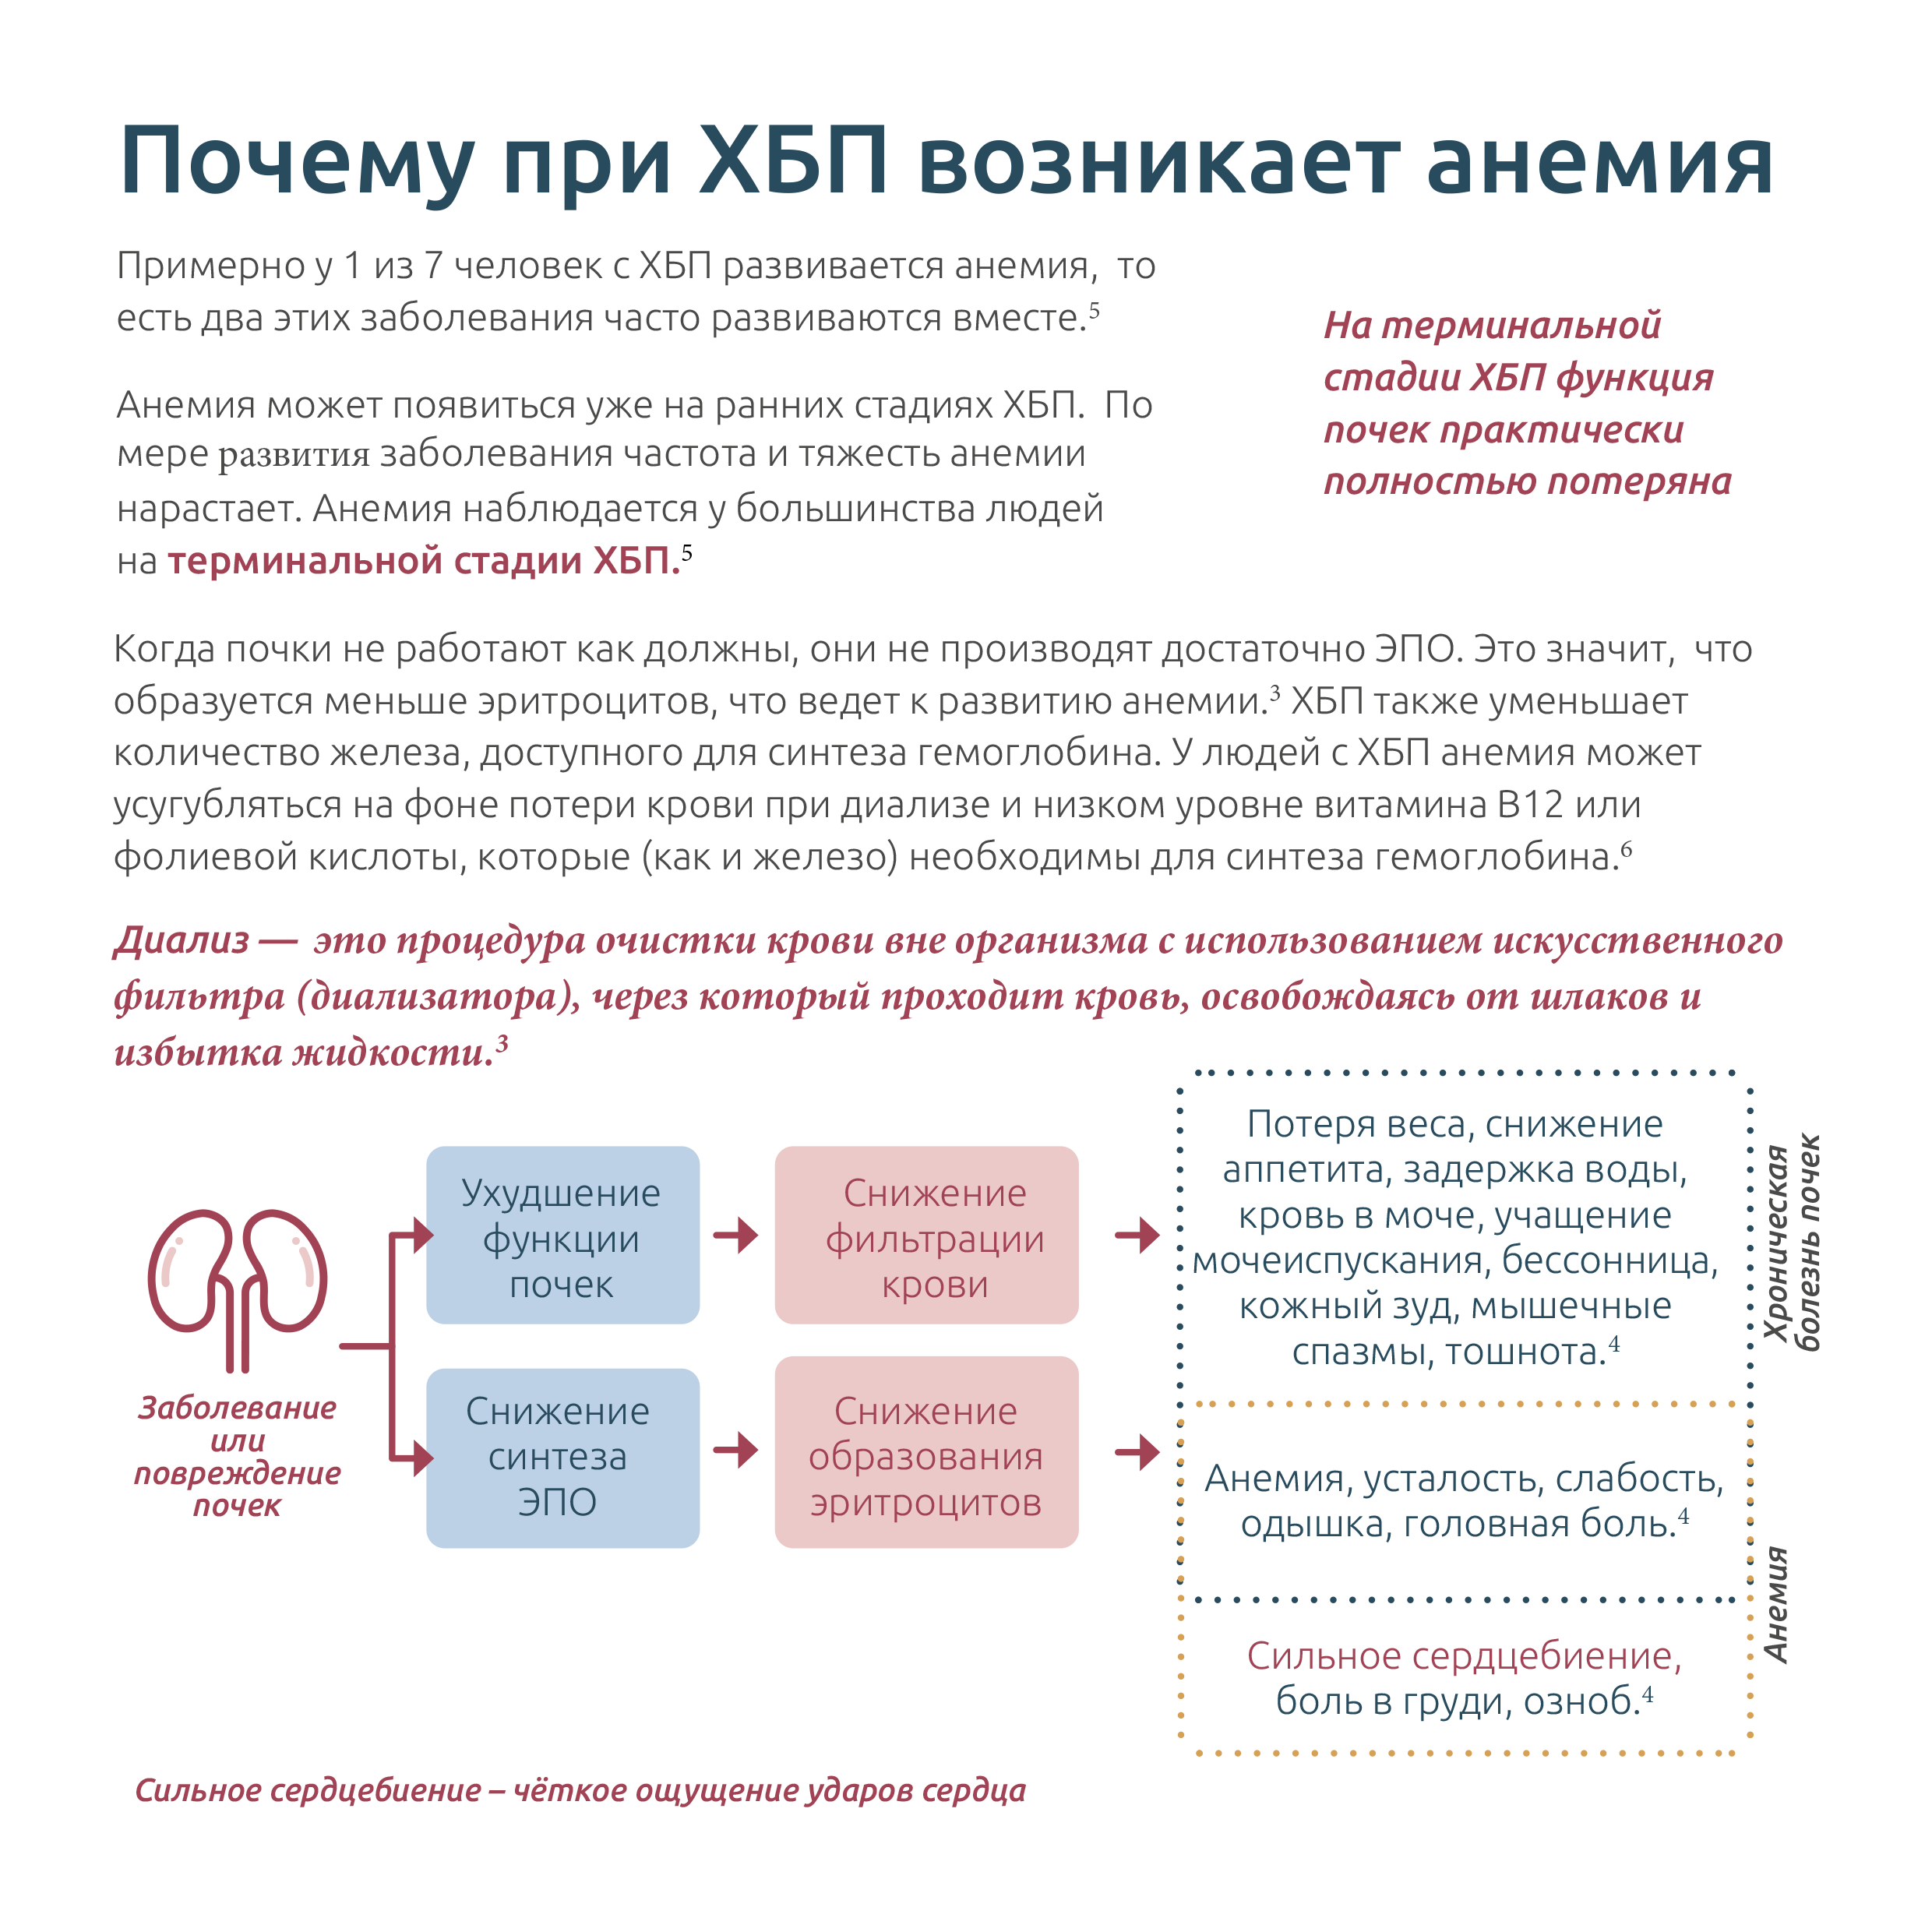 Почему при ХБП возникает анемия
Примерно у 1 из 7 человек с ХБП развивается анемия, то
есть два этих заболевания часто развиваются вместе.⁵
Анемия может появиться уже на ранних стадиях ХБП. По
мере развития заболевания частота и тяжесть анемии
нарастает. Анемия наблюдается у большинства людей
на терминальной стадии ХБП.⁵
На терминальной
стадии ХБП функция
почек практически
полностью потеряна
Когда почки не работают как должны, они не производят достаточно ЭПО. Это значит, что
образуется меньше эритроцитов, что ведет к развитию анемии.³ ХБП также уменьшает
количество железа, доступного для синтеза гемоглобина. У людей с ХБП анемия может
усугубляться на фоне потери крови при диализе и низком уровне витамина В12 или
фолиевой кислоты, которые (как и железо) необходимы для синтеза гемоглобина.⁶
Диализ — это процедура очистки крови вне организма с использованием искусственного
фильтра (диализатора), через который проходит кровь, освобождаясь от шлаков и
избытка жидкости.³
Заболевание
или
повреждение
почек
Ухудшение
функции
почек
Снижение
фильтрации
крови
Потеря веса, снижение
аппетита, задержка воды,
кровь в моче, учащение
мочеиспускания, бессонница,
кожный зуд, мышечные
спазмы, тошнота.⁴
Хроническая
болезнь почек
Снижение
синтеза
ЭПО
Снижение
образования
эритроцитов
Анемия, усталость, слабость,
одышка, головная боль.⁴
Анемия
Сильное сердцебиение,
боль в груди, озноб.⁴
Сильное сердцебиение – чёткое ощущение ударов сердца